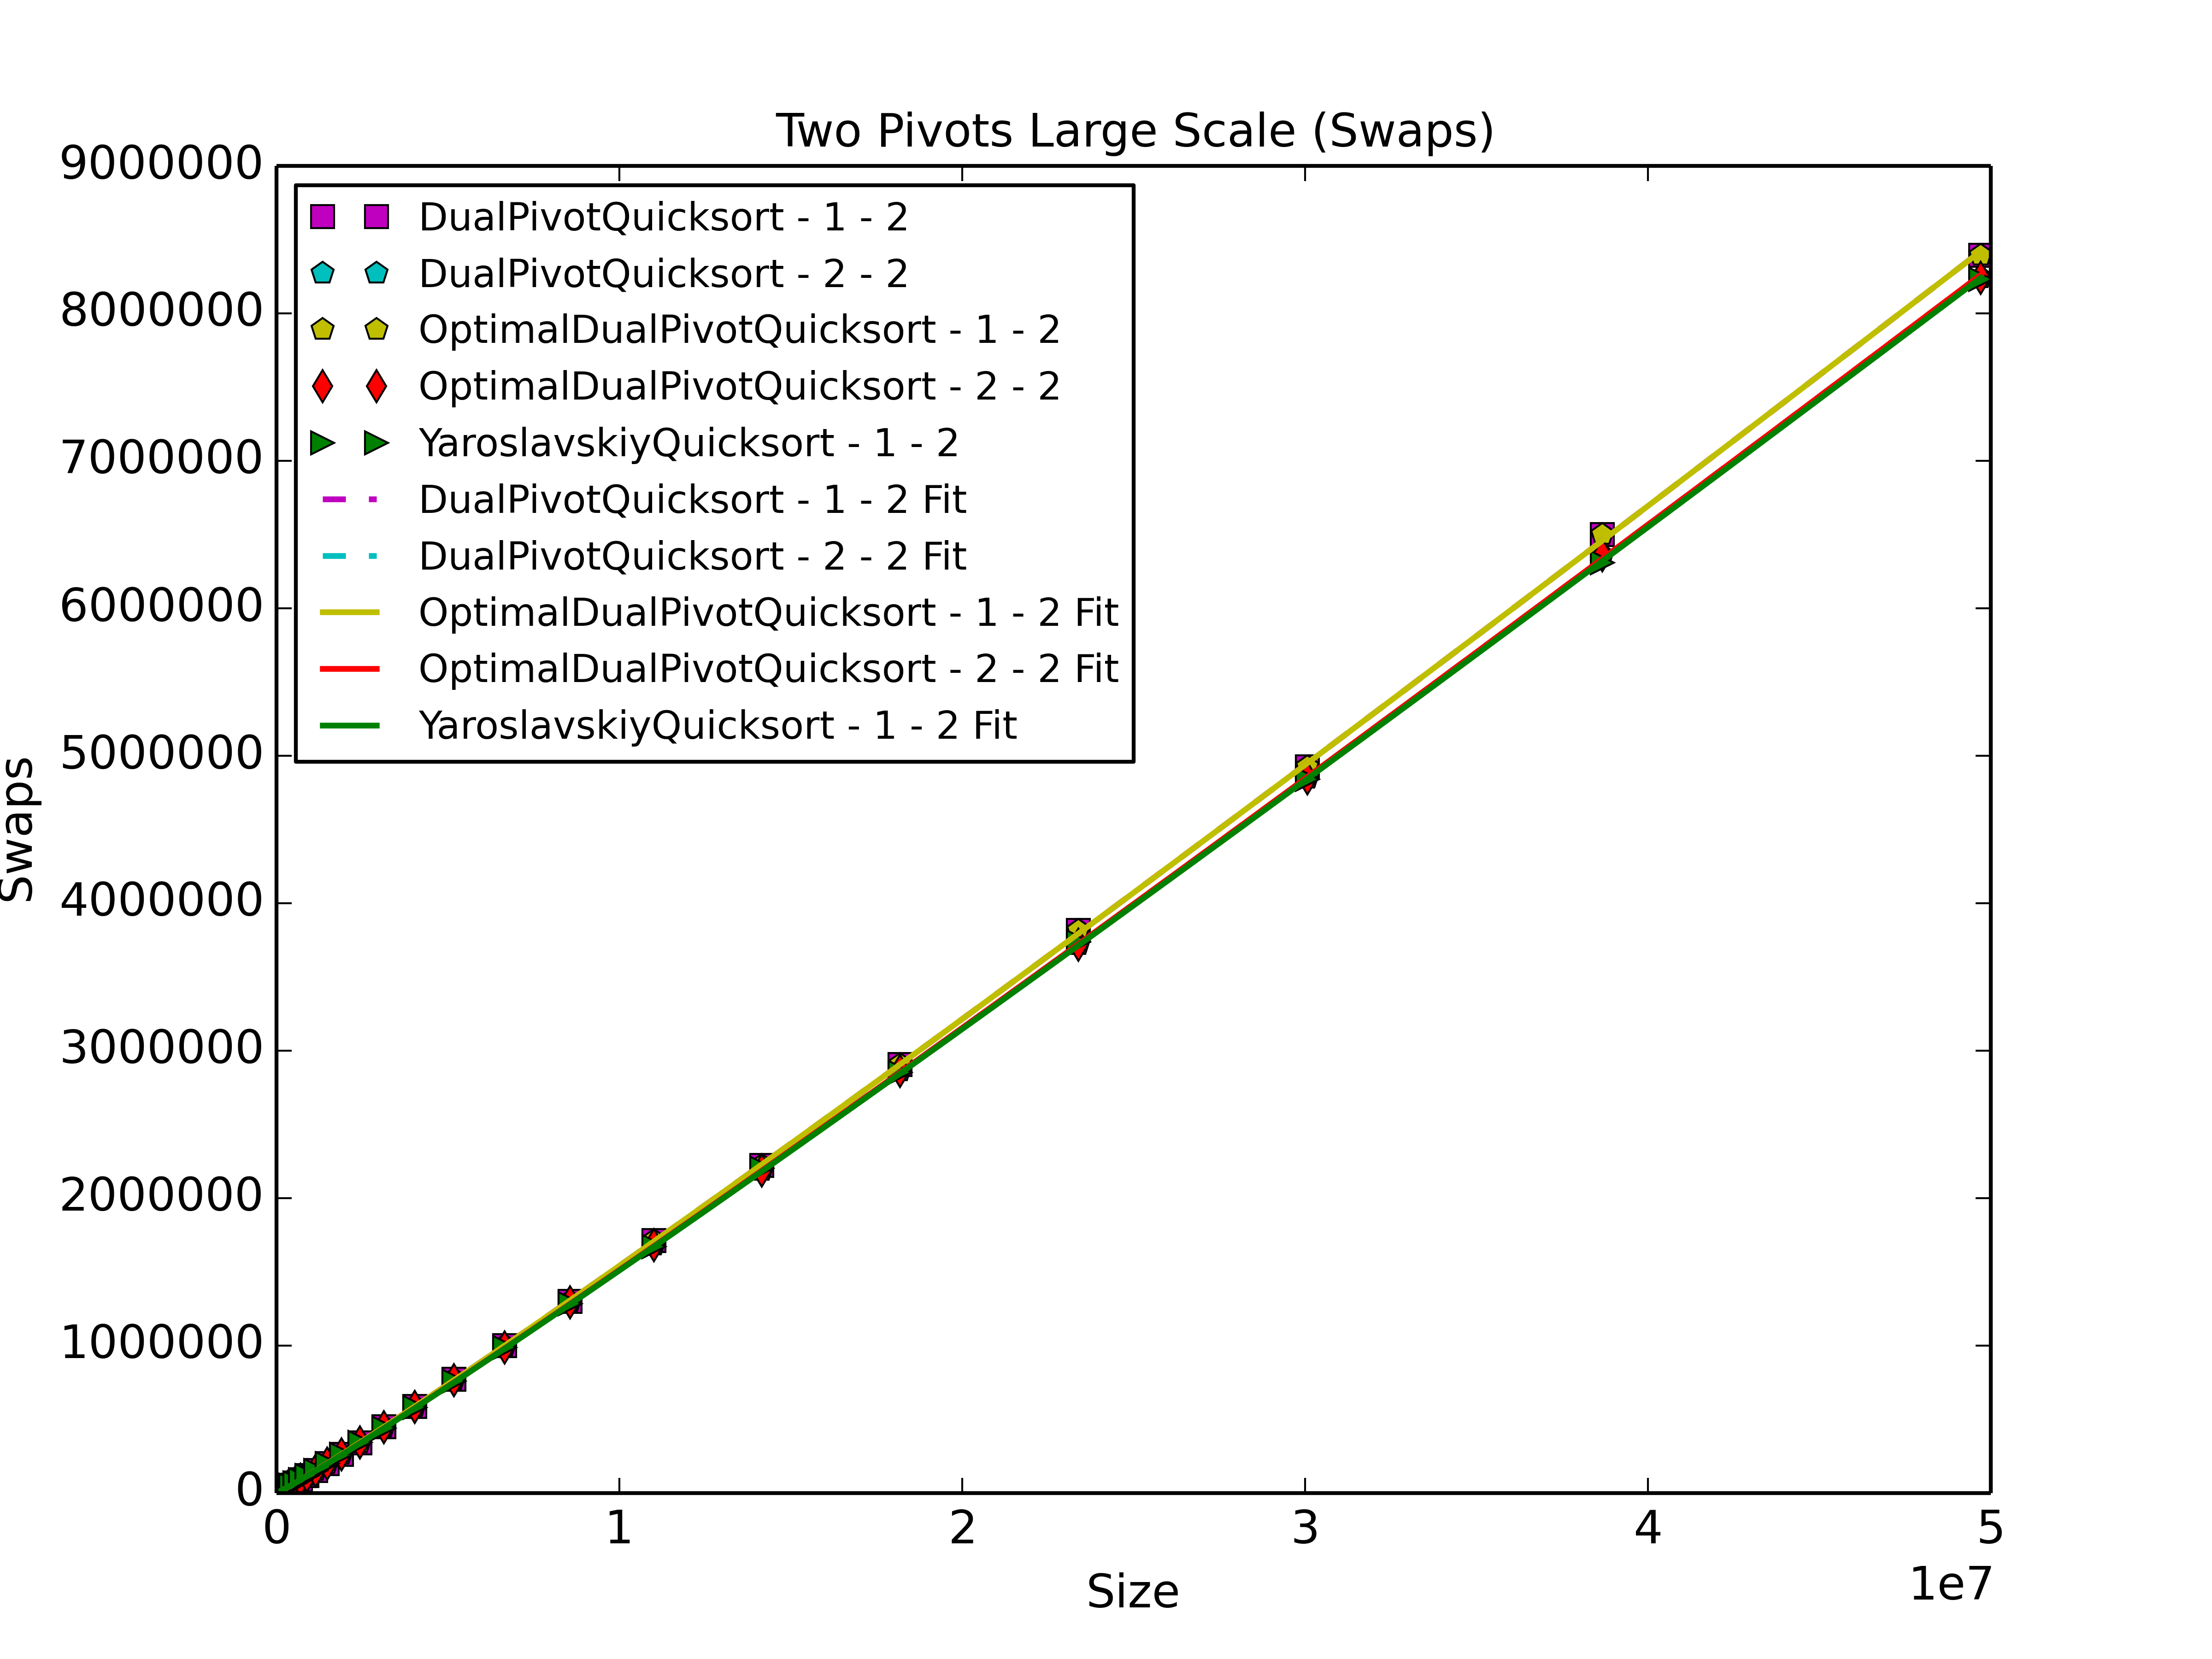 Two Pivots Large Scale (Swaps)
9000000
8000000
7000000
6000000
5000000
4000000
3000000
2000000
1000000
0
Swaps
DualPivotQuicksort - 1 - 2
DualPivotQuicksort - 2 - 2
OptimalDualPivotQuicksort - 1 - 2
OptimalDualPivotQuicksort - 2 - 2
YaroslavskiyQuicksort - 1 - 2
DualPivotQuicksort - 1 - 2 Fit
DualPivotQuicksort - 2 - 2 Fit
OptimalDualPivotQuicksort - 1 - 2 Fit
OptimalDualPivotQuicksort - 2 - 2 Fit
YaroslavskiyQuicksort - 1 - 2 Fit
0 1 2 3 4 5
1e7
Size